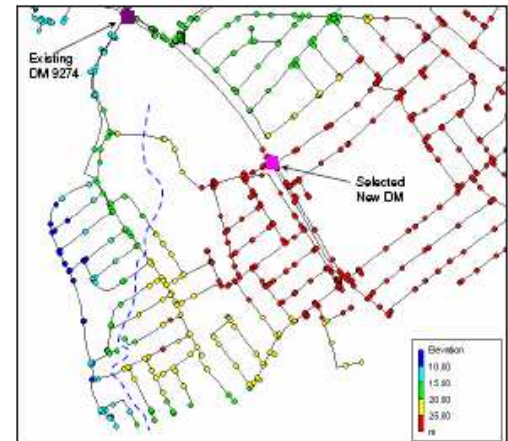 Existing
DM 9274
Selected
New DM
Elevation
10.00
15.00
20.00
25.00
m